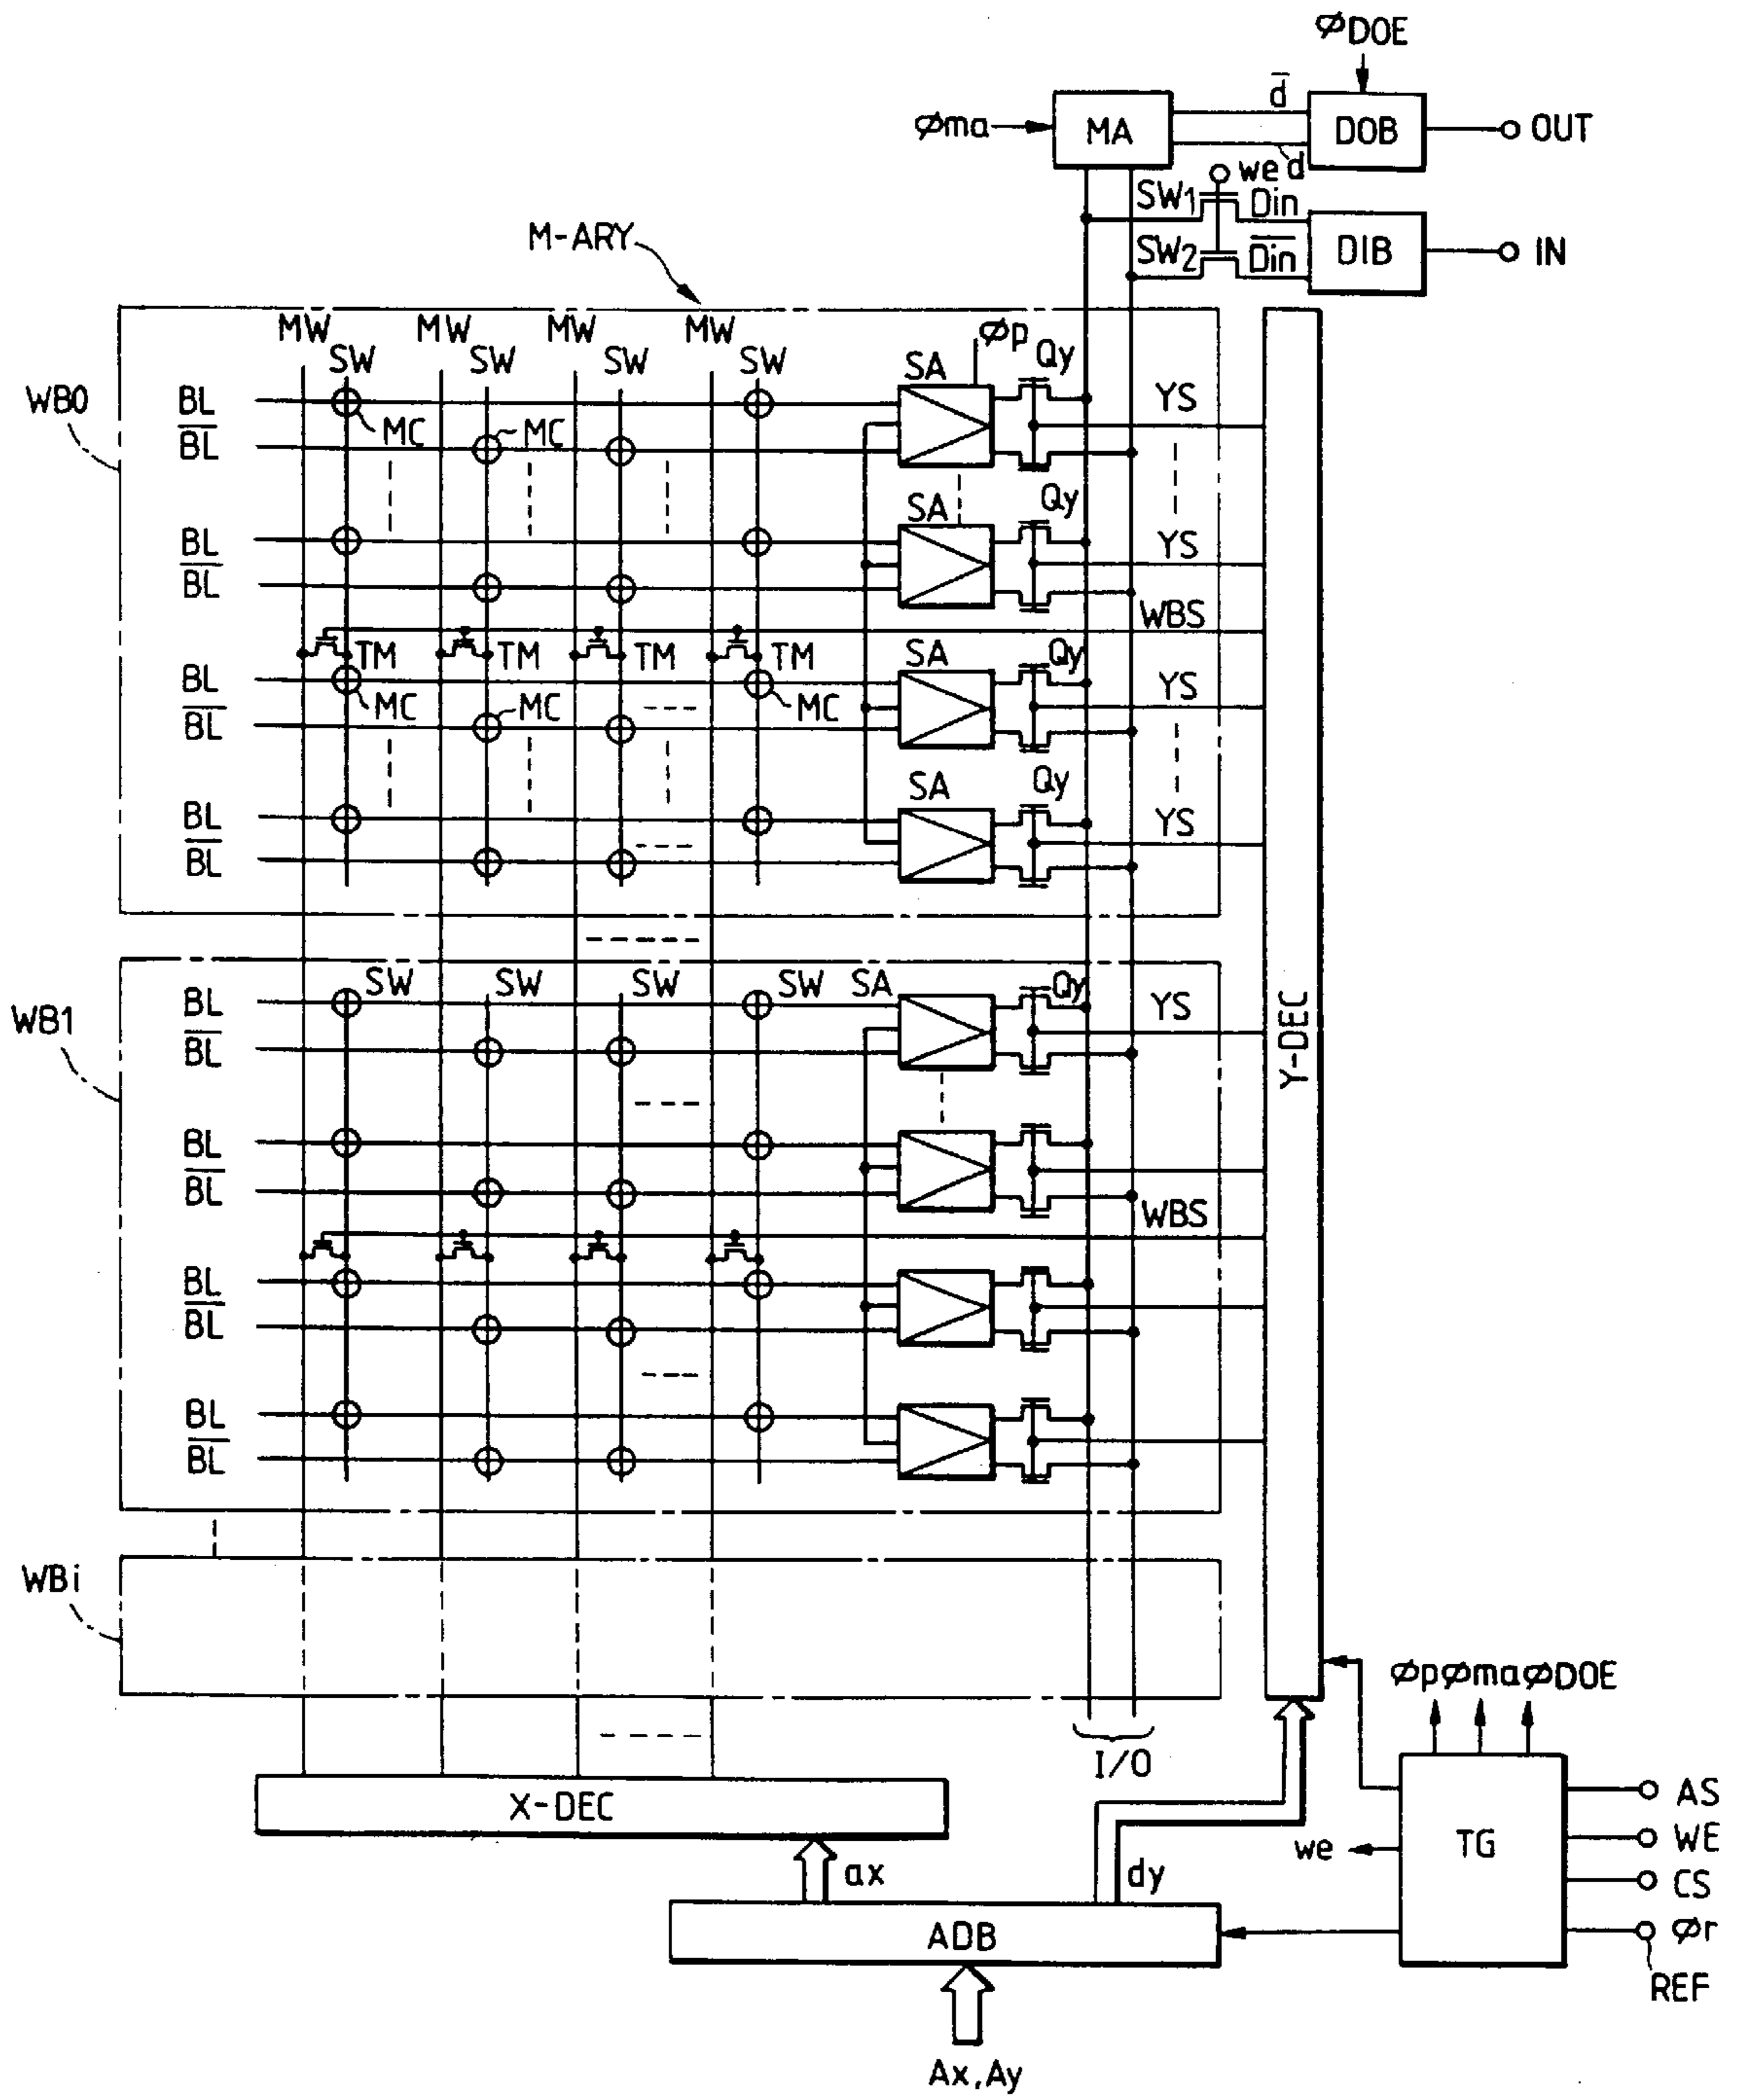 φDOE
φma
MA
d̅
d
DOB
OUT
we
SW1
Din
SW2
D̅i̅n̅
DIB
IN
M-ARY
MW MW MW MW
SW SW SW SW
φp
WB0
BL
B̅L̅
MC
MC
SA
Qy
YS
BL
B̅L̅
SA
Qy
YS
WBS
TM TM TM TM
BL
B̅L̅
MC
MC
MC
SA
Qy
YS
BL
B̅L̅
SA
Qy
YS
WB1
SW SW SW SW
BL
B̅L̅
SA
Qy
YS
Y-DEC
BL
B̅L̅
WBS
BL
B̅L̅
BL
B̅L̅
WBi
I/O
X-DEC
ax
dy
ADB
Ax,Ay
φp φma φDOE
TG
we
AS
WE
CS
φr
REF